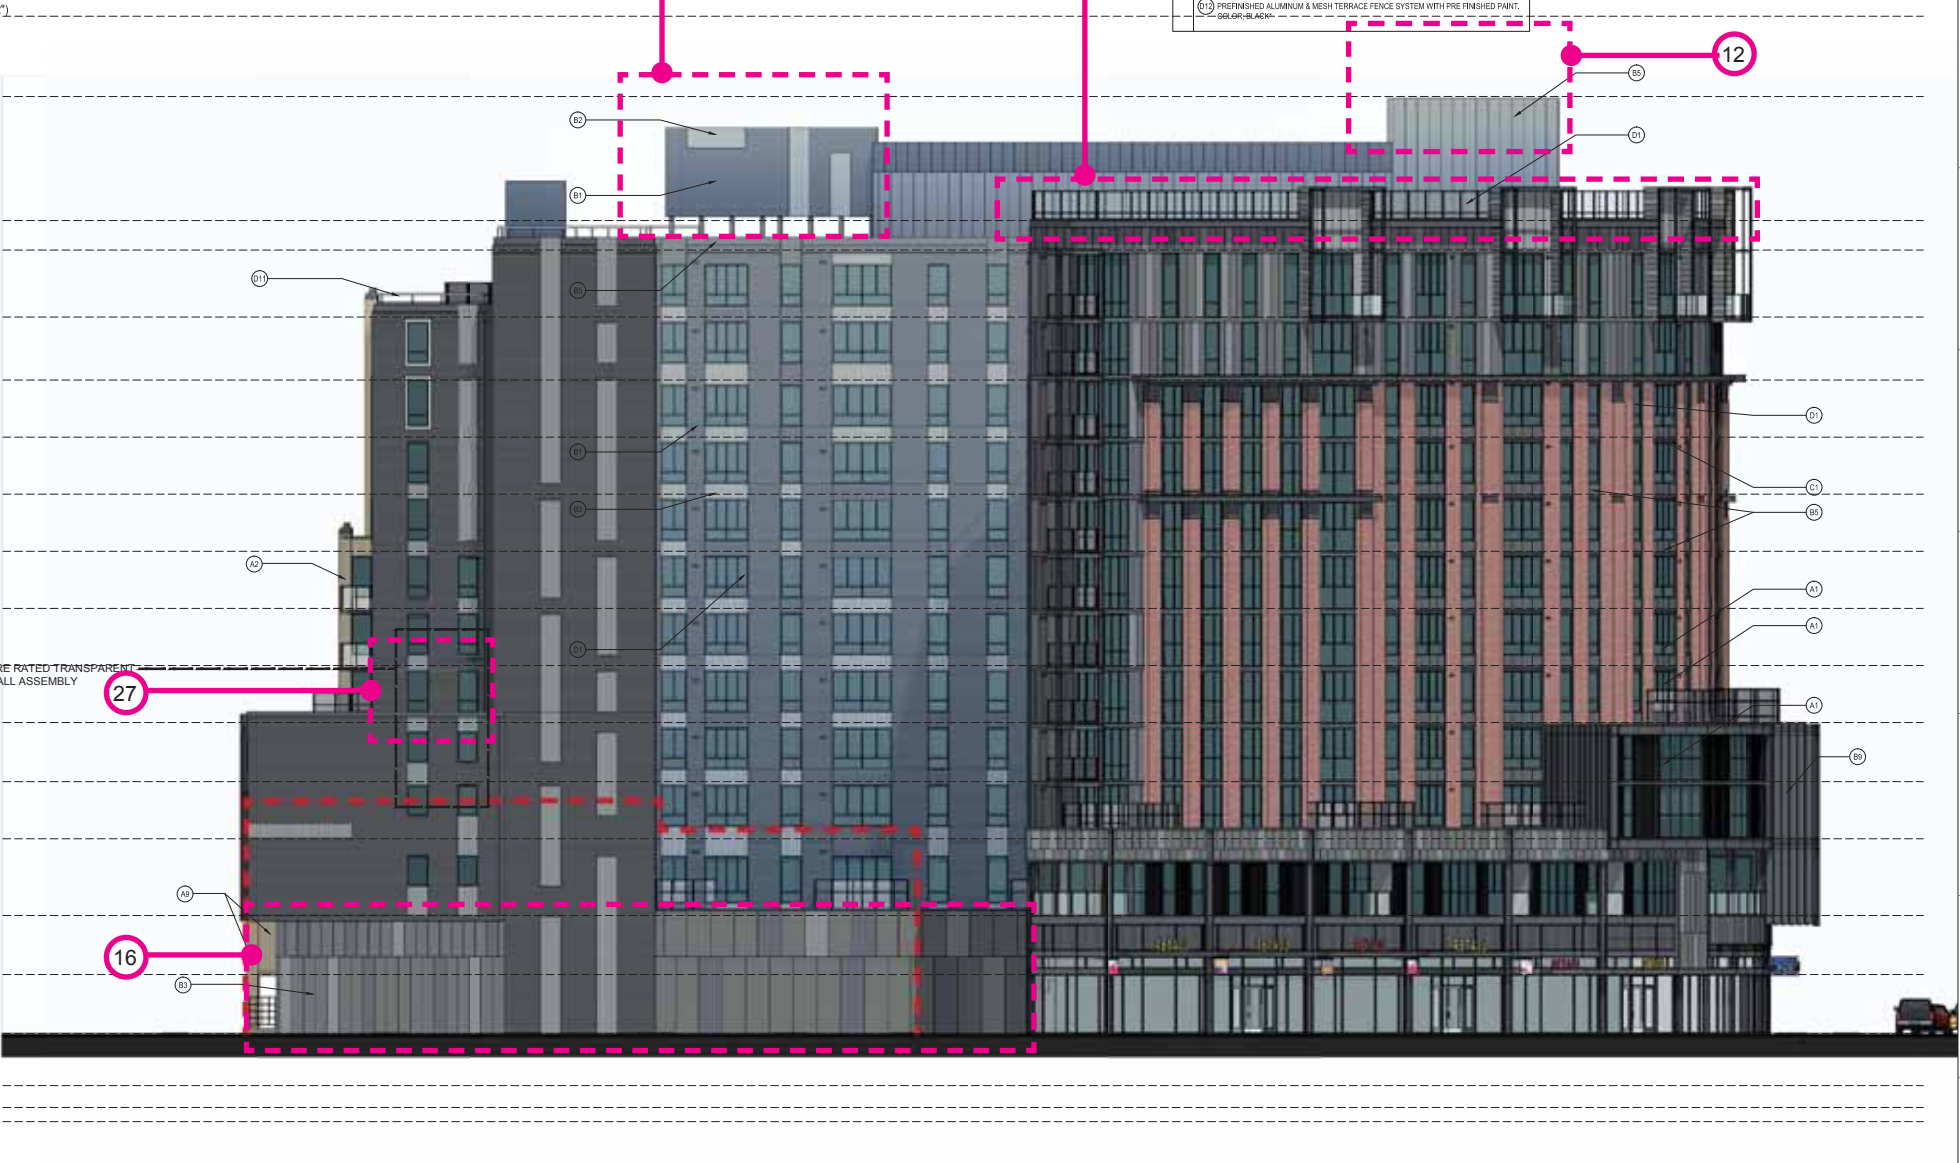 ")
D12 PREFINISHED ALUMINUM & MESH TERRACE FENCE SYSTEM WITH PRE FINISHED PAINT.
COLOR: BLACK*
12
B5
B2
D1
B1
D11
B5
D1
B1
C1
B2
B5
A2
A1
A1
D1
RE RATED TRANSPARENT
ALL ASSEMBLY
27
A1
B9
A9
16
B3